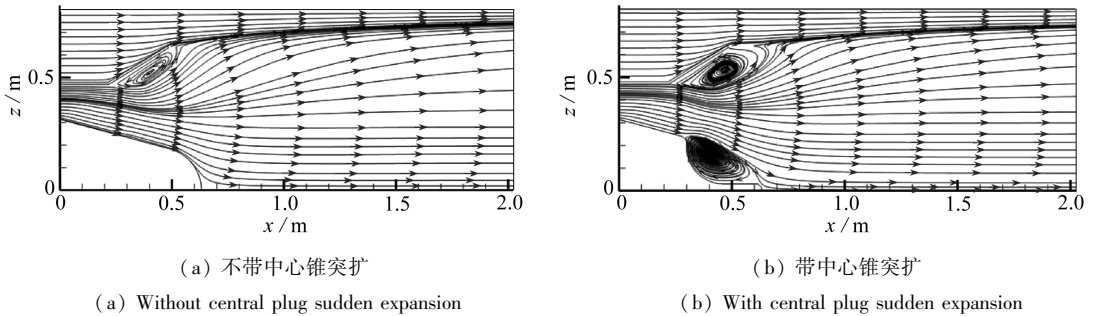 z / m
0.5
0
0
0.5
1.0
1.5
2.0
x / m
(a) 不带中心锥突扩
(a) Without central plug sudden expansion
z / m
0.5
0
0
0.5
1.0
1.5
2.0
x / m
(b) 带中心锥突扩
(b) With central plug sudden expansion